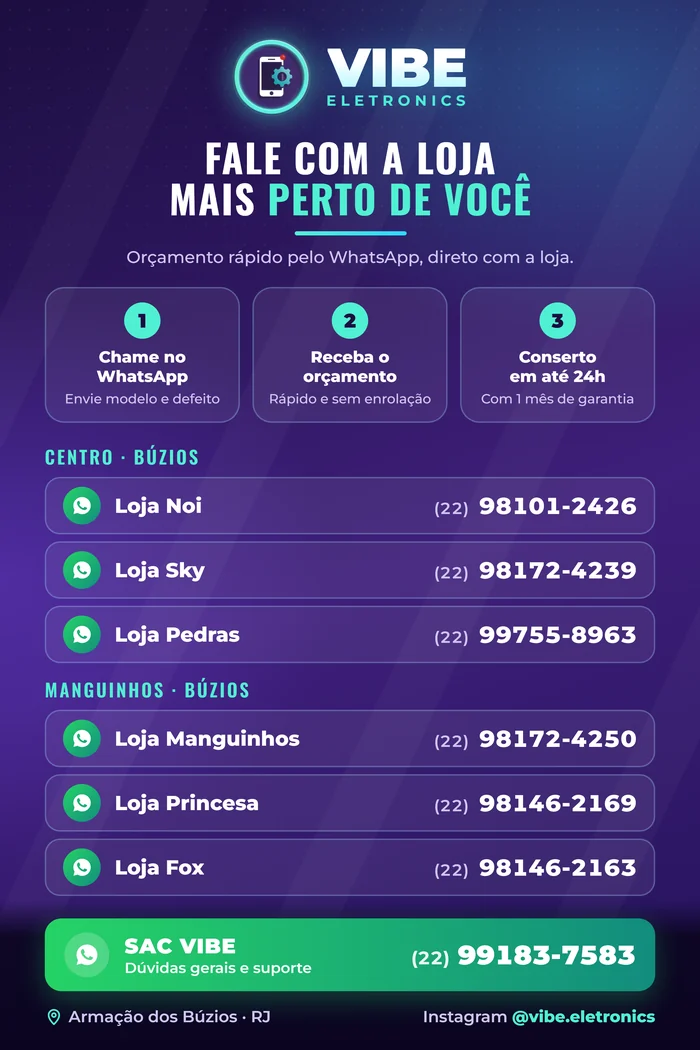 VIBE
ELETRONICS
FALE COM A LOJA
MAIS PERTO DE VOCÊ
Orçamento rápido pelo WhatsApp, direto com a loja.
1
Chame no
WhatsApp
Envie modelo e defeito
2
Receba o
orçamento
Rápido e sem enrolação
3
Conserto
em até 24h
Com 1 mês de garantia
CENTRO · BÚZIOS
Loja Noi (22) 98101-2426
Loja Sky (22) 98172-4239
Loja Pedras (22) 99755-8963
MANGUINHOS · BÚZIOS
Loja Manguinhos (22) 98172-4250
Loja Princesa (22) 98146-2169
Loja Fox (22) 98146-2163
SAC VIBE
Dúvidas gerais e suporte
(22) 99183-7583
Armação dos Búzios · RJ
Instagram @vibe.eletronics